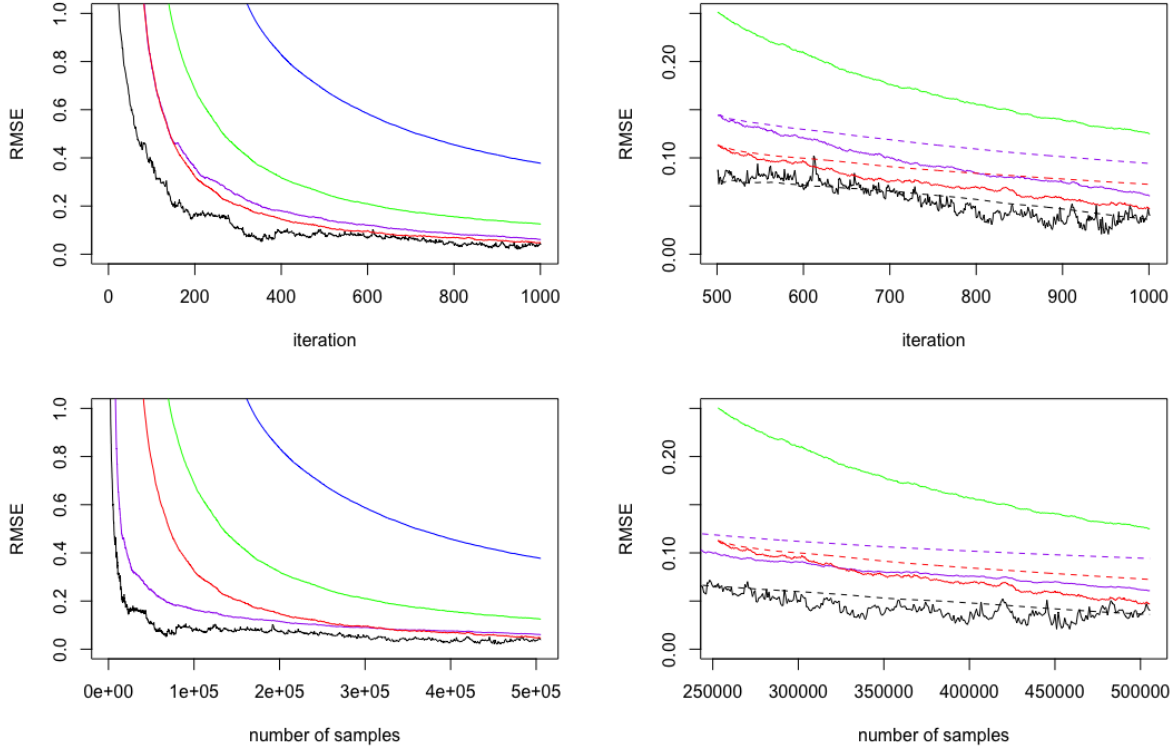 RMSE
0.0 0.2 0.4 0.6 0.8 1.0
0 200 400 600 800 1000
iteration
RMSE
0.00 0.10 0.20
500 600 700 800 900 1000
iteration
RMSE
0.0 0.2 0.4 0.6 0.8 1.0
0e+00 1e+05 2e+05 3e+05 4e+05 5e+05
number of samples
RMSE
0.00 0.10 0.20
250000 300000 350000 400000 450000 500000
number of samples